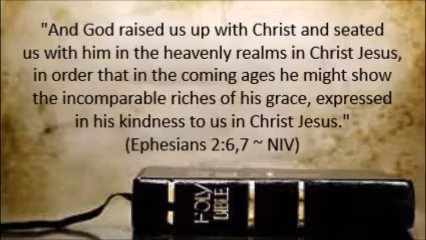 "And God raised us up with Christ and seated
us with him in the heavenly realms in Christ Jesus,
in order that in the coming ages he might show
the incomparable riches of his grace, expressed
in his kindness to us in Christ Jesus."
(Ephesians 2:6,7 ~ NIV)
HOLY
BIBLE